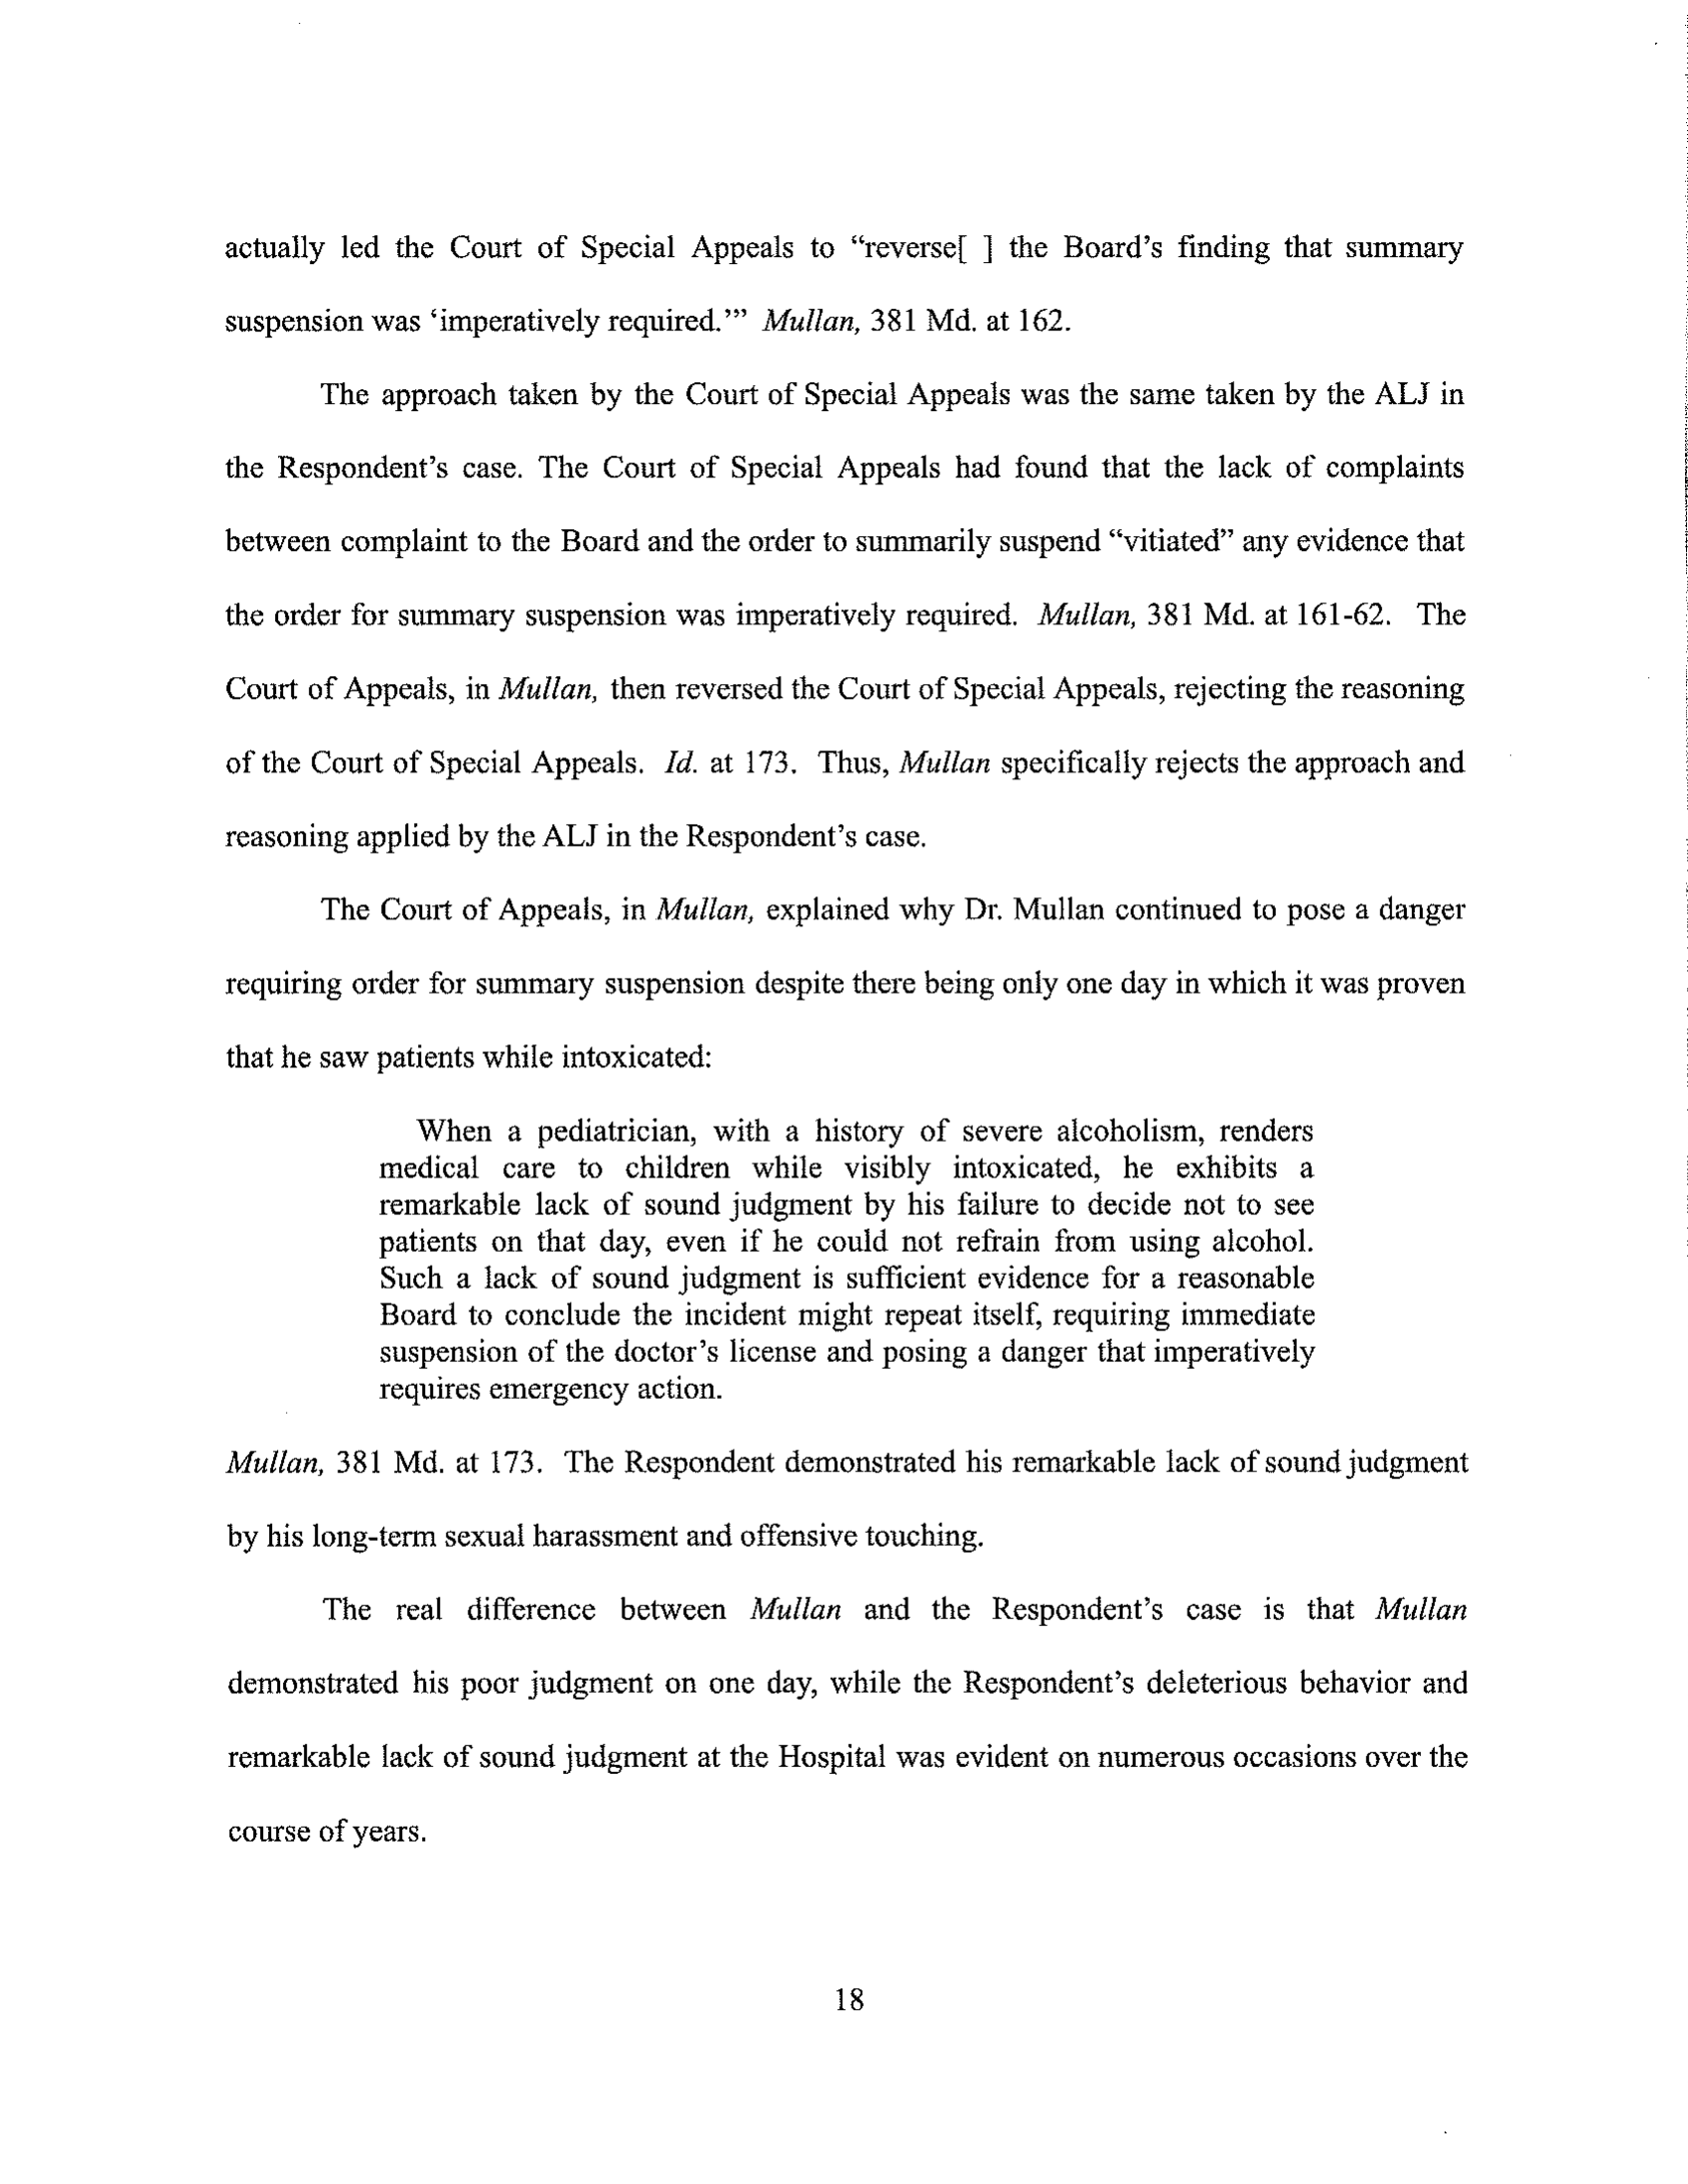 actually led the Court of Special Appeals to “reverse[ ] the Board’s finding that summary
suspension was ‘imperatively required.’” Mullan, 381 Md. at 162.
The approach taken by the Court of Special Appeals was the same taken by the ALJ in
the Respondent’s case. The Court of Special Appeals had found that the lack of complaints
between complaint to the Board and the order to summarily suspend “vitiated” any evidence that
the order for summary suspension was imperatively required. Mullan, 381 Md. at 161-62. The
Court of Appeals, in Mullan, then reversed the Court of Special Appeals, rejecting the reasoning
of the Court of Special Appeals. Id. at 173. Thus, Mullan specifically rejects the approach and
reasoning applied by the ALJ in the Respondent’s case.
The Court of Appeals, in Mullan, explained why Dr. Mullan continued to pose a danger
requiring order for summary suspension despite there being only one day in which it was proven
that he saw patients while intoxicated:
When a pediatrician, with a history of severe alcoholism, renders
medical care to children while visibly intoxicated, he exhibits a
remarkable lack of sound judgment by his failure to decide not to see
patients on that day, even if he could not refrain from using alcohol.
Such a lack of sound judgment is sufficient evidence for a reasonable
Board to conclude the incident might repeat itself, requiring immediate
suspension of the doctor’s license and posing a danger that imperatively
requires emergency action.
Mullan, 381 Md. at 173. The Respondent demonstrated his remarkable lack of sound judgment
by his long-term sexual harassment and offensive touching.
The real difference between Mullan and the Respondent’s case is that Mullan
demonstrated his poor judgment on one day, while the Respondent’s deleterious behavior and
remarkable lack of sound judgment at the Hospital was evident on numerous occasions over the
course of years.
18